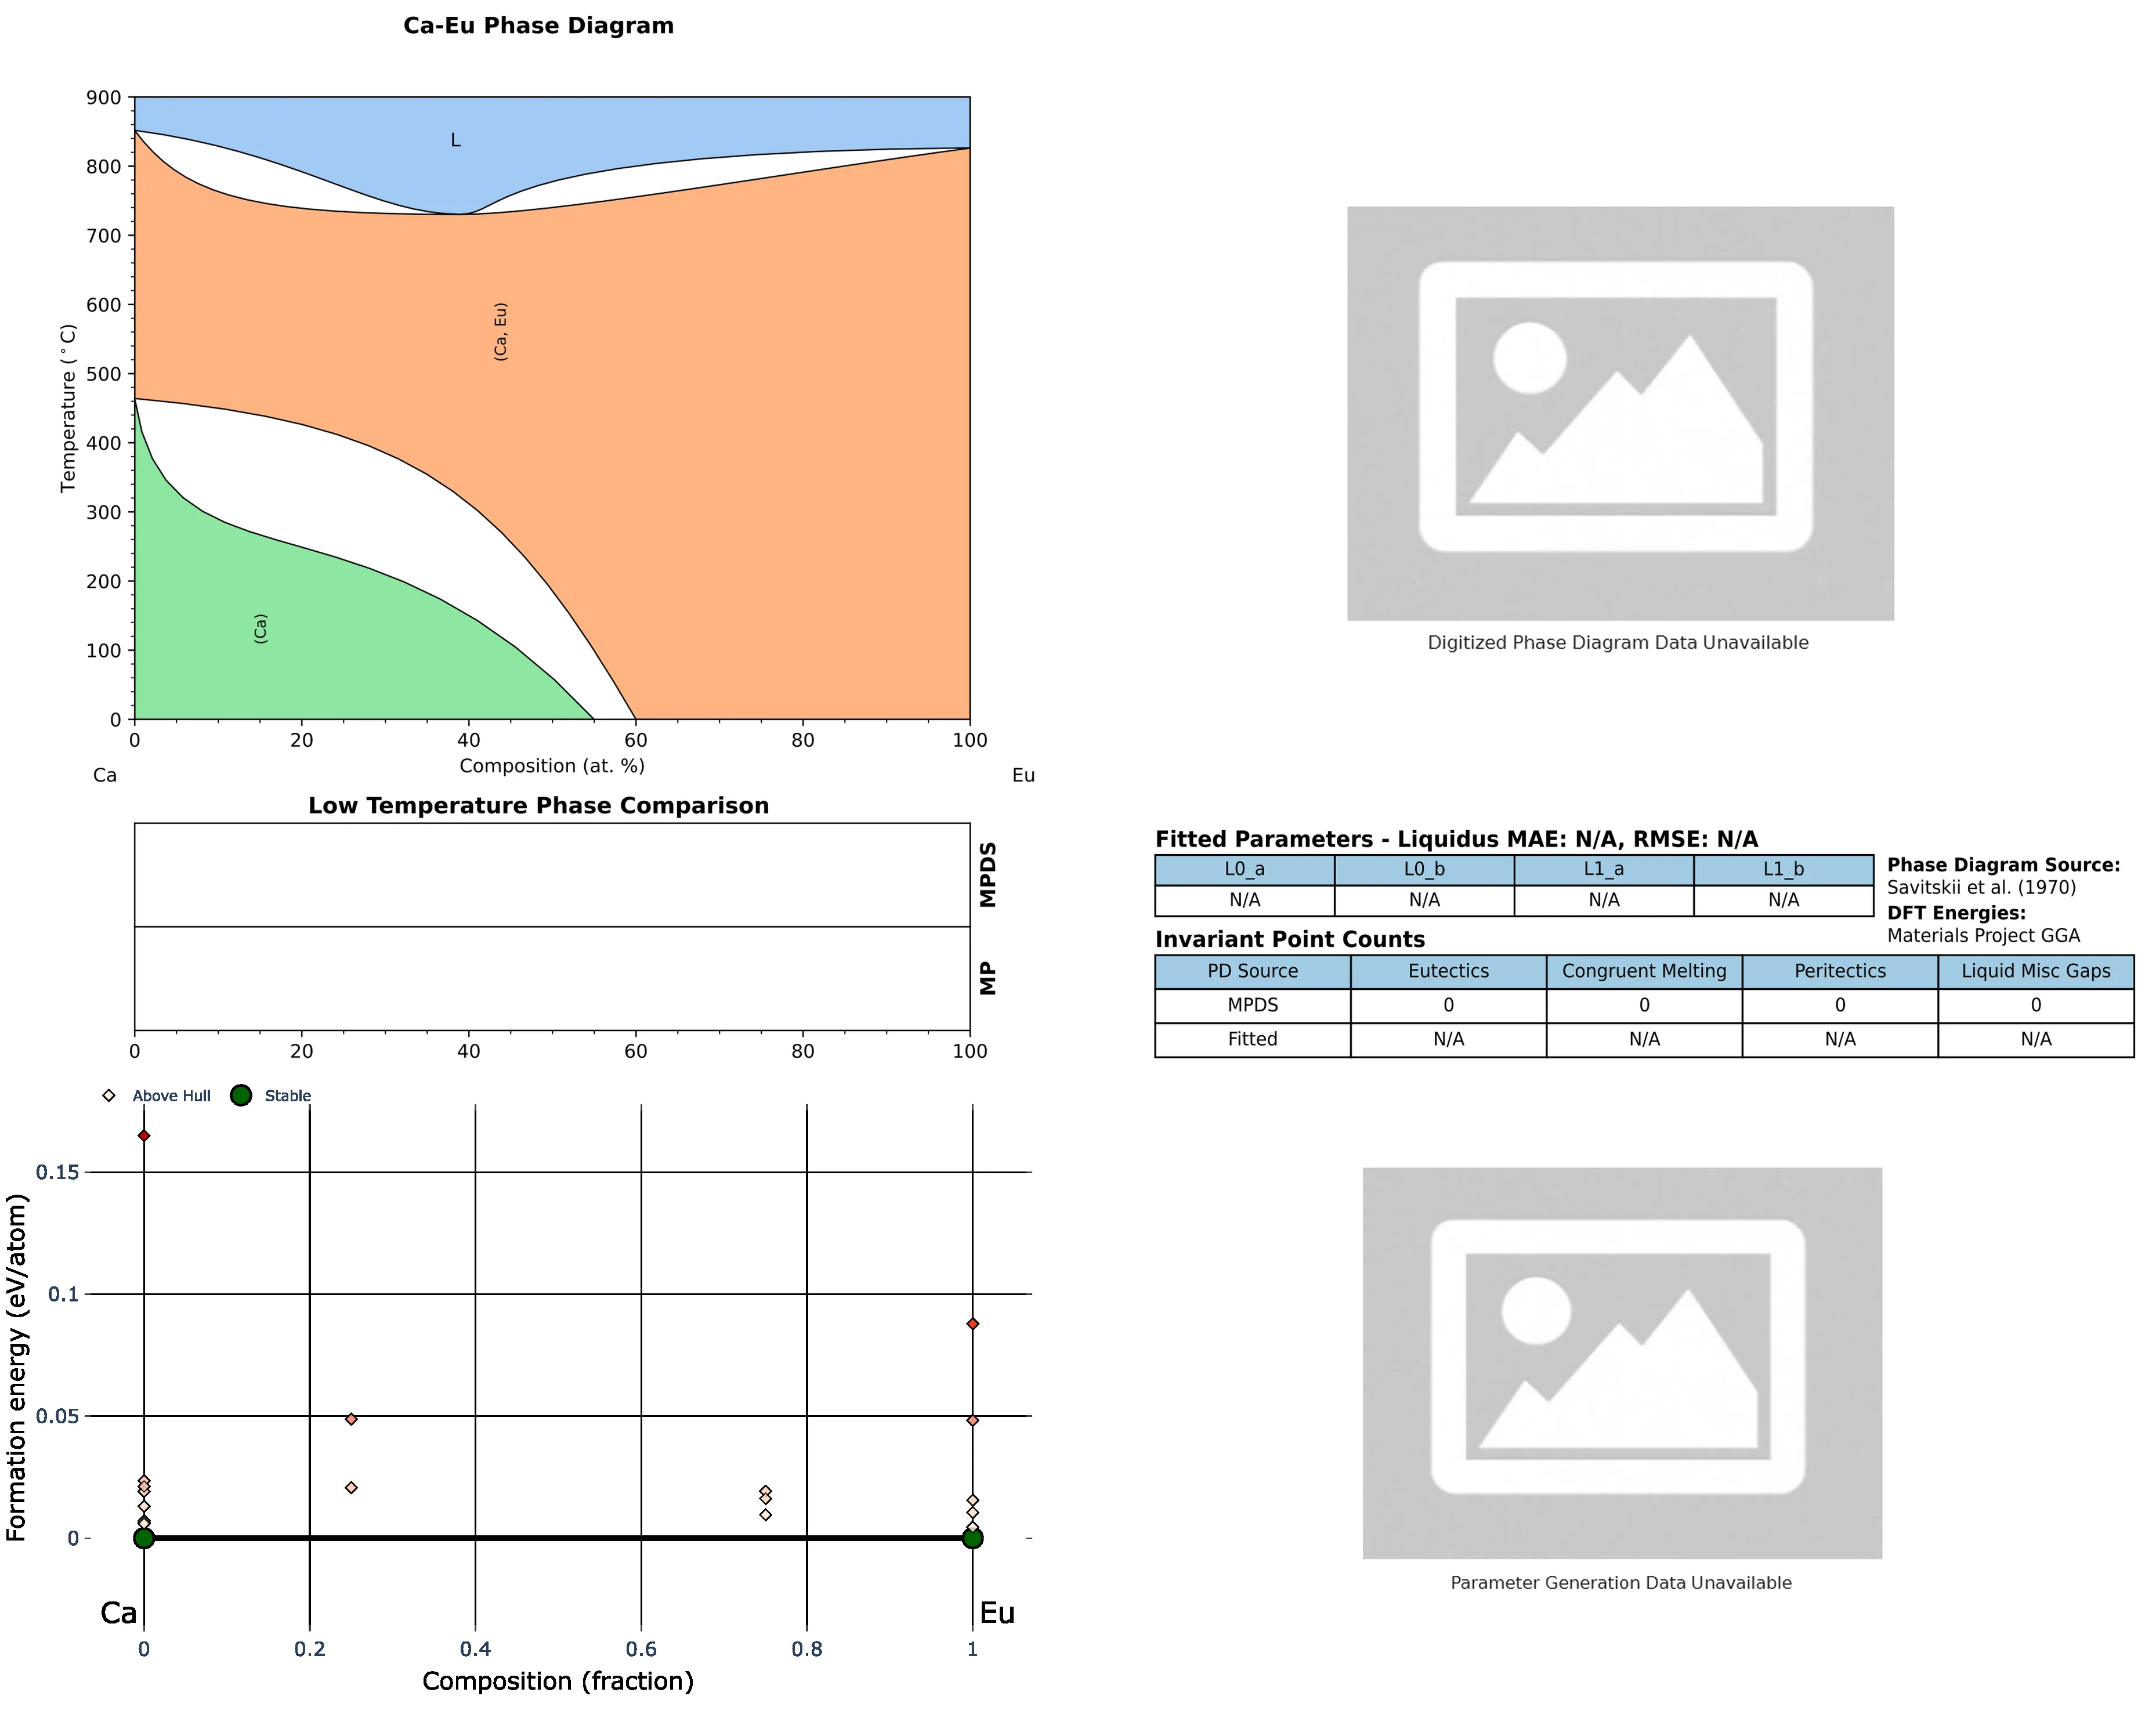 Ca-Eu Phase Diagram
900
800
700
600
500
400
300
200
100
0
Temperature (°C)
L
(Ca, Eu)
(Ca)
0 20 40 60 80 100
Ca Composition (at. %) Eu
Digitized Phase Diagram Data Unavailable
Low Temperature Phase Comparison
MPDS
MP
0 20 40 60 80 100
Fitted Parameters - Liquidus MAE: N/A, RMSE: N/A
L0_a L0_b L1_a L1_b
N/A N/A N/A N/A
Phase Diagram Source:
Savitskii et al. (1970)
DFT Energies:
Materials Project GGA
Invariant Point Counts
PD Source Eutectics Congruent Melting Peritectics Liquid Misc Gaps
MPDS 0 0 0 0
Fitted N/A N/A N/A N/A
Above Hull Stable
0.15
0.1
0.05
0
Formation energy (eV/atom)
Ca Eu
0 0.2 0.4 0.6 0.8 1
Composition (fraction)
Parameter Generation Data Unavailable